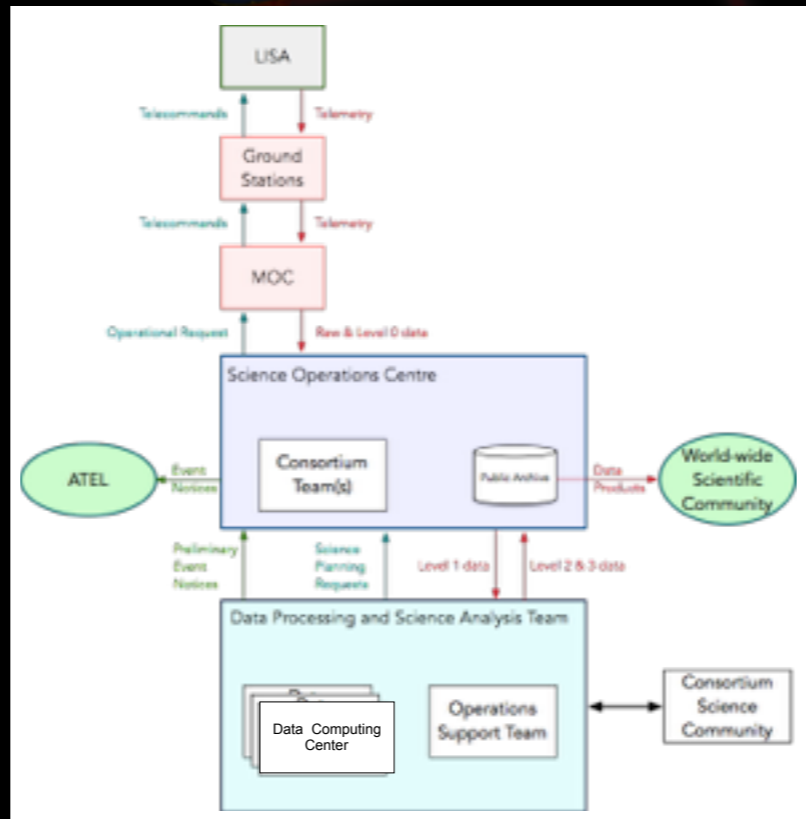 LISA
Telecommands
Telemetry
Ground
Stations
Telecommands
Telemetry
MOC
Operational Request
Raw & Level 0 data
Science Operations Centre
ATEL
Event
Notices
Consortium
Team(s)
Public Archive
Data
Products
World-wide
Scientific
Community
Preliminary
Event
Notices
Science
Planning
Requests
Level 1 data
Level 2 & 3 data
Data Processing and Science Analysis Team
Data Computing
Center
Operations
Support Team
Consortium
Science
Community